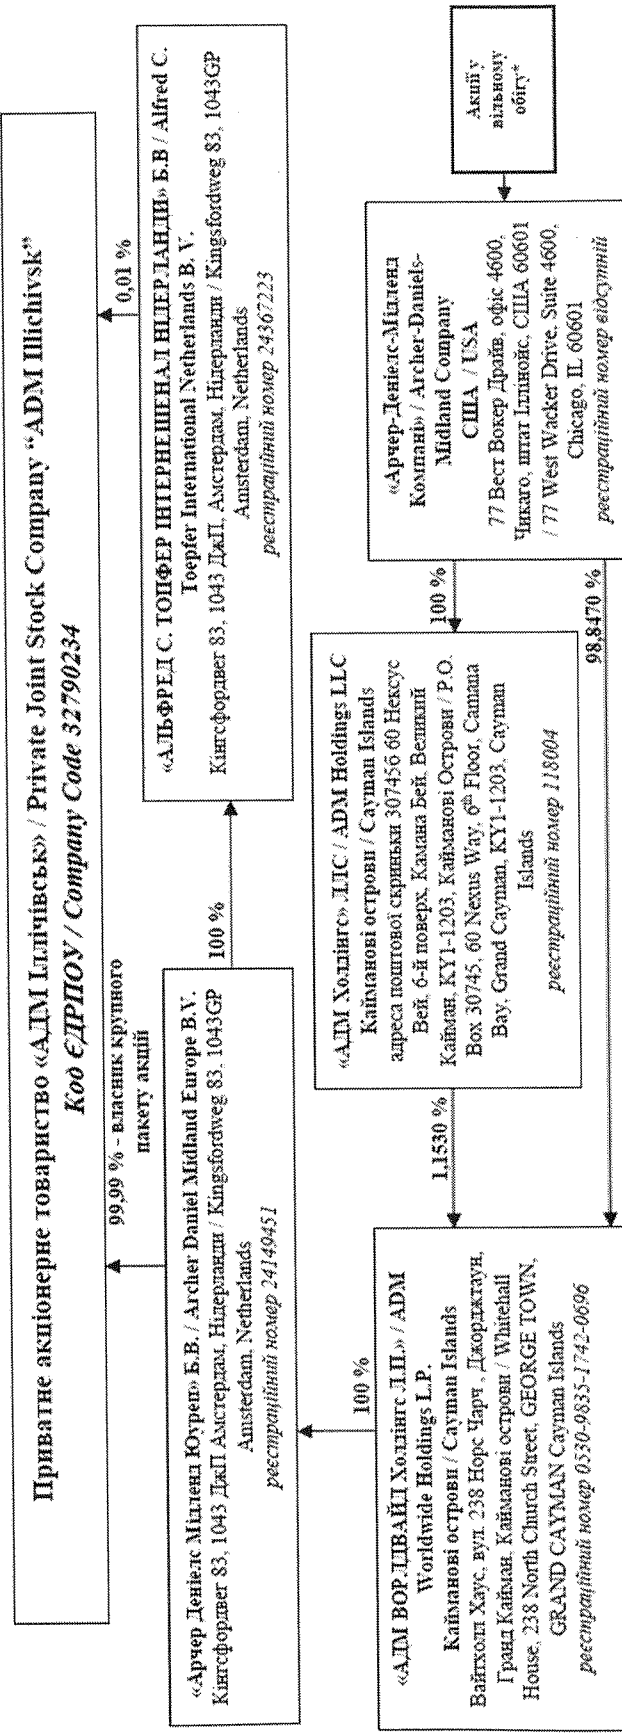 Приватне акціонерне товариство «АДМ Іллічівськ» / Private Joint Stock Company “ADM Illichivsk”
Код ЄДРПОУ / Company Code 32790234
99,99 % - власник крупного
пакету акцій
0,01 %
«Арчер Деніелс Мідленд Юуреп» Б.В. / Archer Daniel Midland Europe B.V.
Кінгсфордвег 83, 1043 ДжП Амстердам, Нідерланди / Kingsfordweg 83, 1043GP
Amsterdam, Netherlands
реєстраційний номер 24149451
100 %
«АЛЬФРЕД С. ТОПФЕР ІНТЕРНЕШЕНАЛ НІДЕРЛАНДИ» Б.В / Alfred C.
Toepfer International Netherlands B. V.
Кінгсфордвег 83, 1043 ДжП, Амстердам, Нідерланди / Kingsfordweg 83, 1043GP
Amsterdam, Netherlands
реєстраційний номер 24367223
100 %
«АДМ ВОРЛДВАЙД Холдінгс Л.П.» / ADM
Worldwide Holdings L.P.
Кайманові острови / Cayman Islands
Вайтхолл Хаус, вул. 238 Норс Чарч , Джорджтаун,
Гранд Кайман, Кайманові острови / Whitehall
House, 238 North Church Street, GEORGE TOWN,
GRAND CAYMAN Cayman Islands
реєстраційний номер 0530-9835-1742-0696
1,1530 %
«АДМ Холдінгс» ЛЛС / ADM Holdings LLC
Кайманові острови / Cayman Islands
адреса поштової скриньки 307456 60 Нексус
Вей, 6-й поверх, Камана Бей, Великий
Кайман, KY1-1203, Кайманові Острови / P.O.
Box 30745, 60 Nexus Way, 6th Floor, Camana
Bay, Grand Cayman, KY1-1203, Cayman
Islands
реєстраційний номер 118004
100 %
98,8470 %
«Арчер-Деніелс-Мідленд
Компані» / Archer-Daniels-
Midland Company
США / USA
77 Вест Вокер Драйв, офіс 4600,
Чикаго, штат Іллінойс, США 60601
/ 77 West Wacker Drive, Suite 4600,
Chicago, IL 60601
реєстраційний номер відсутній
Акції у
вільному
обігу*